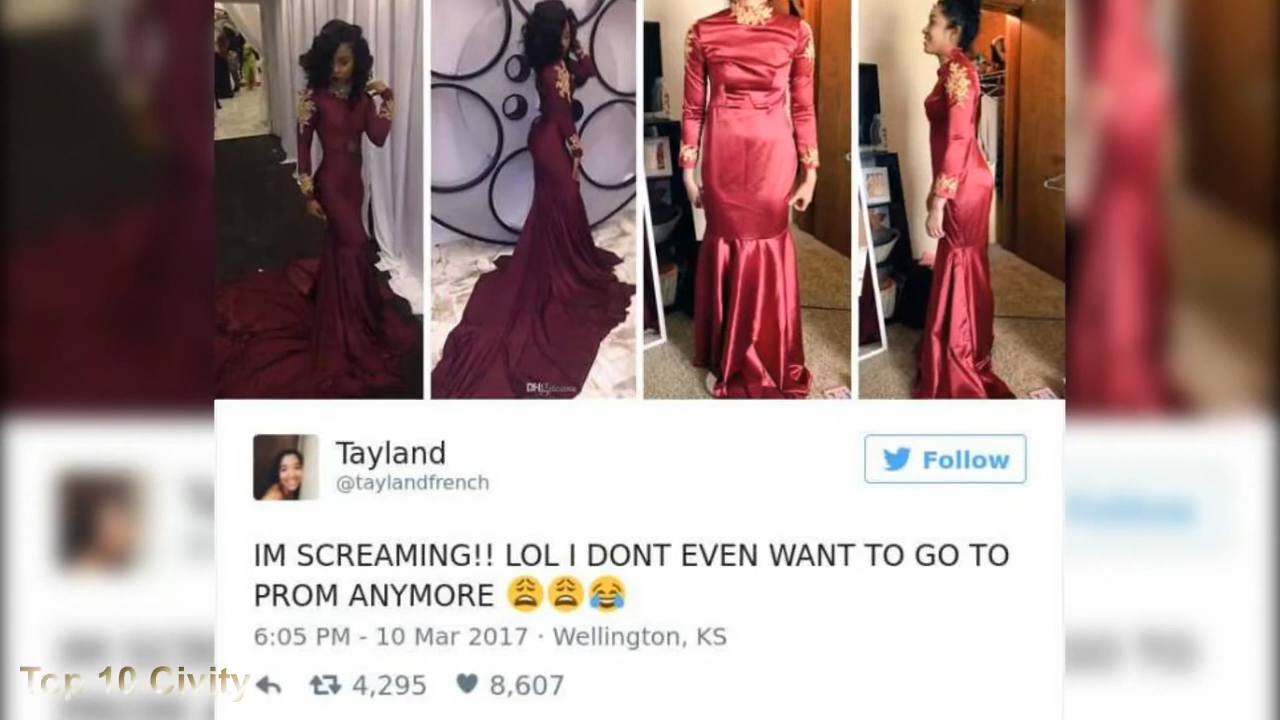 Tayland
@taylandfrench
Follow
IM SCREAMING!! LOL I DONT EVEN WANT TO GO TO
PROM ANYMORE 😩😩😂
6:05 PM - 10 Mar 2017 · Wellington, KS
4,295 8,607
Top 10 Civity